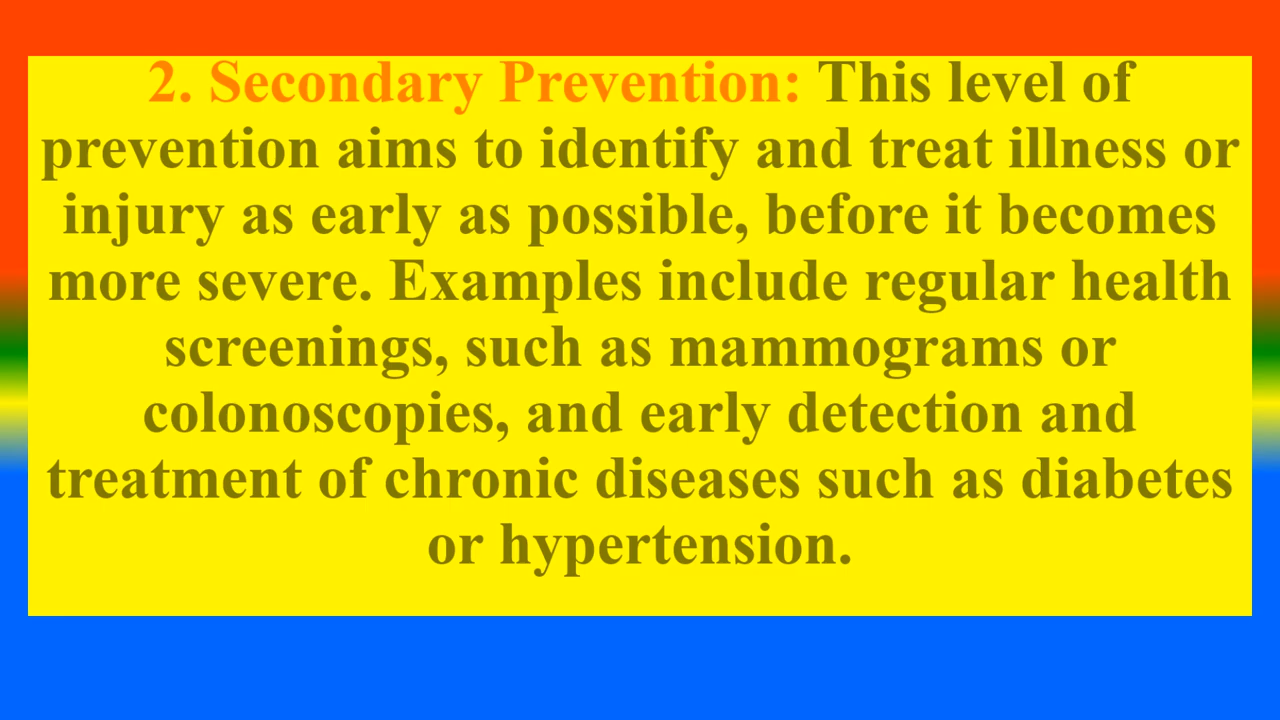 2. Secondary Prevention: This level of
prevention aims to identify and treat illness or
injury as early as possible, before it becomes
more severe. Examples include regular health
screenings, such as mammograms or
colonoscopies, and early detection and
treatment of chronic diseases such as diabetes
or hypertension.